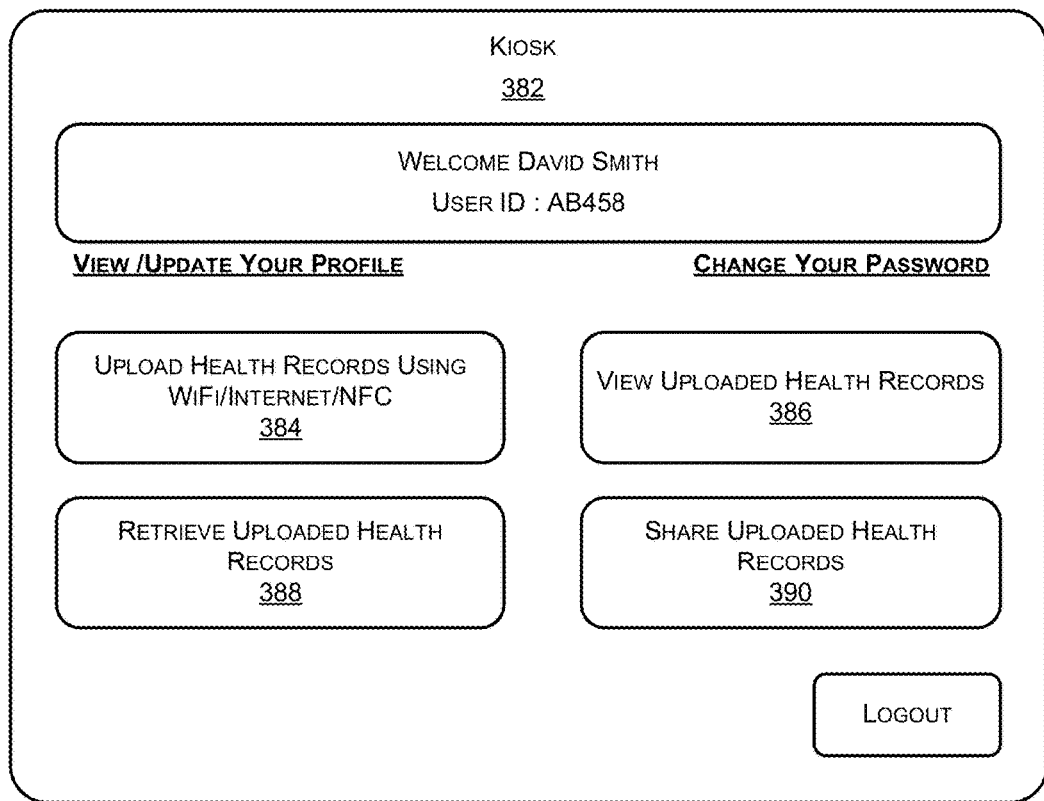 KIOSK
382
WELCOME DAVID SMITH
USER ID : AB458
VIEW /UPDATE YOUR PROFILE
CHANGE YOUR PASSWORD
UPLOAD HEALTH RECORDS USING
WIFI/INTERNET/NFC
384
VIEW UPLOADED HEALTH RECORDS
386
RETRIEVE UPLOADED HEALTH
RECORDS
388
SHARE UPLOADED HEALTH
RECORDS
390
LOGOUT